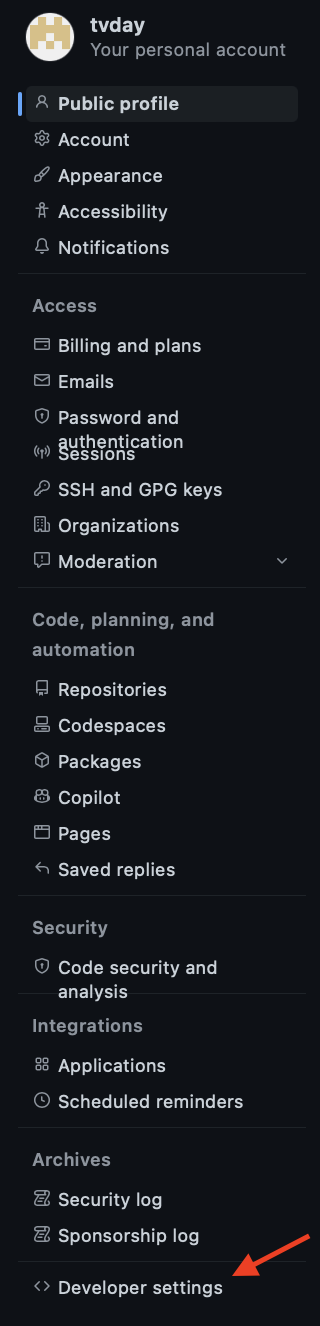 tvday
Your personal account
Public profile
Account
Appearance
Accessibility
Notifications
Access
Billing and plans
Emails
Password and
authentication
Sessions
SSH and GPG keys
Organizations
Moderation
Code, planning, and
automation
Repositories
Codespaces
Packages
Copilot
Pages
Saved replies
Security
Code security and
analysis
Integrations
Applications
Scheduled reminders
Archives
Security log
Sponsorship log
Developer settings